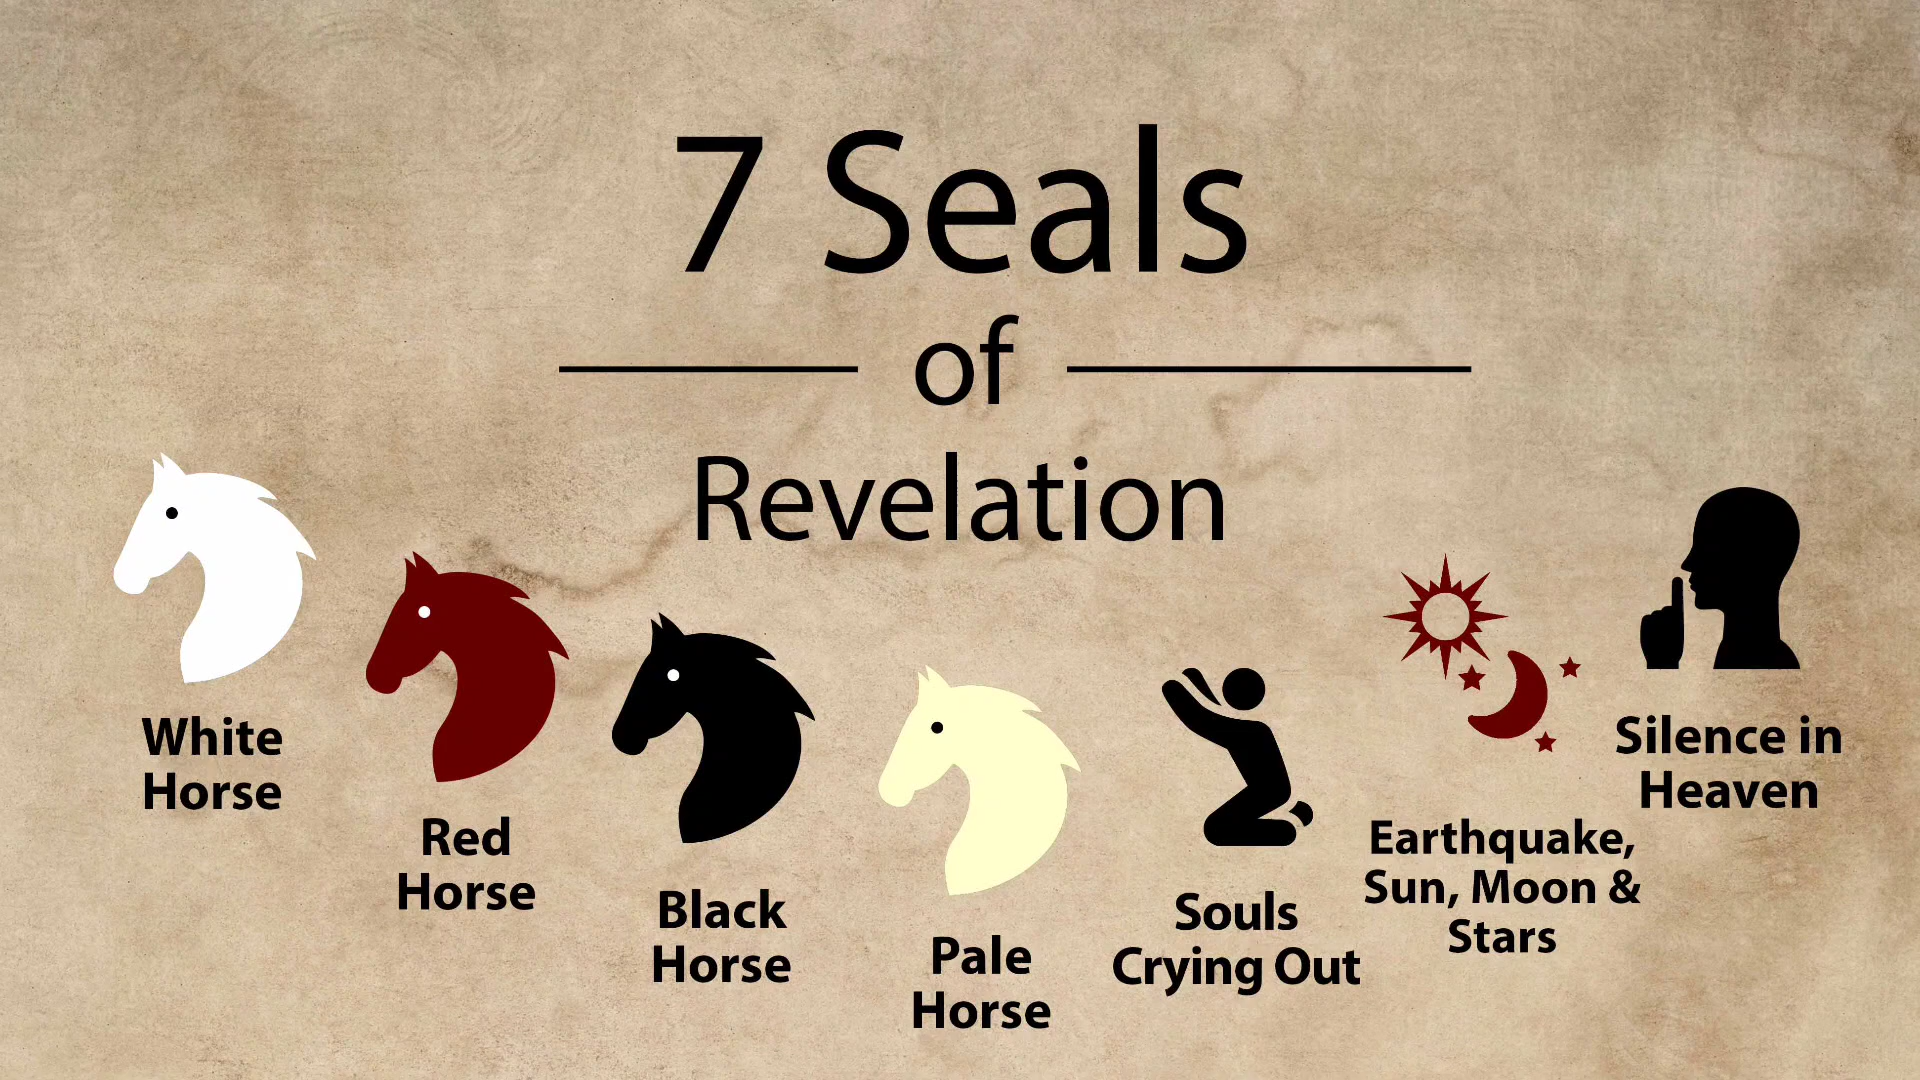 7 Seals
of
Revelation
White
Horse
Red
Horse
Black
Horse
Pale
Horse
Souls
Crying Out
Earthquake,
Sun, Moon &
Stars
Silence in
Heaven